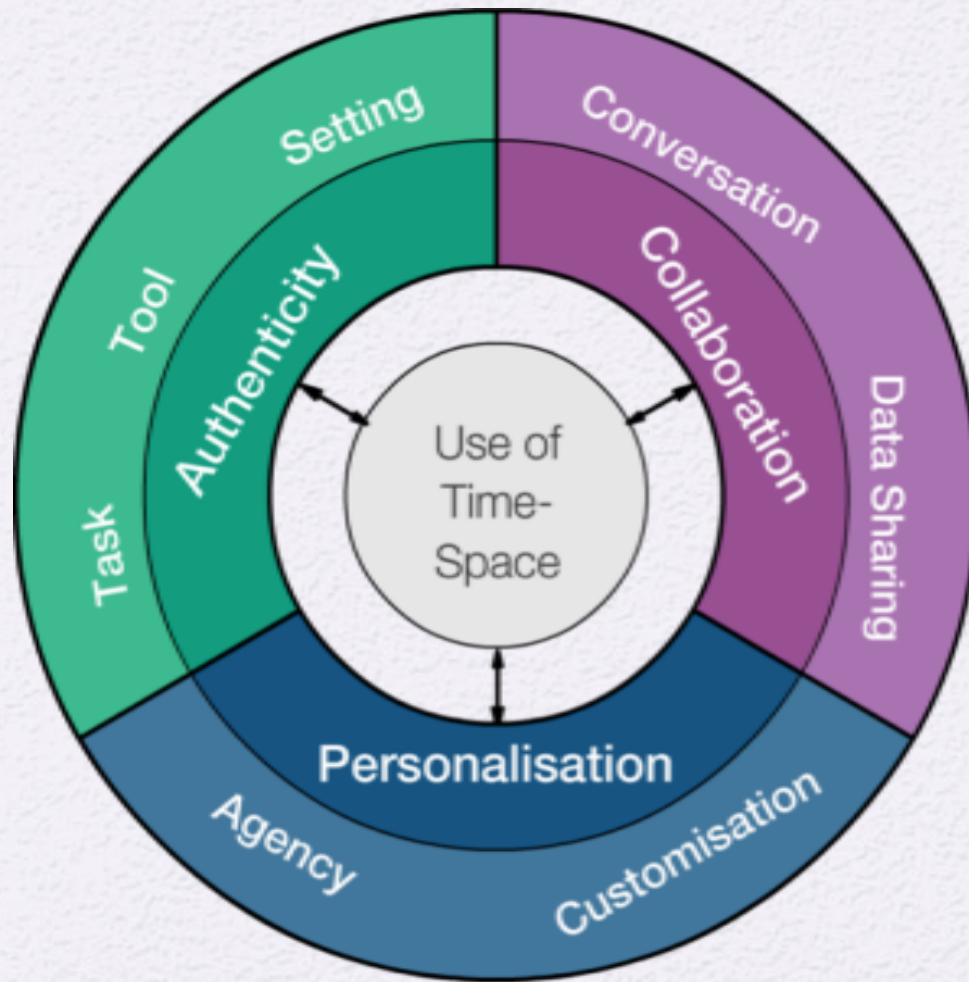 Setting
Tool
Task
Authenticity
Conversation
Data Sharing
Collaboration
Use of
Time-
Space
Personalisation
Agency
Customisation